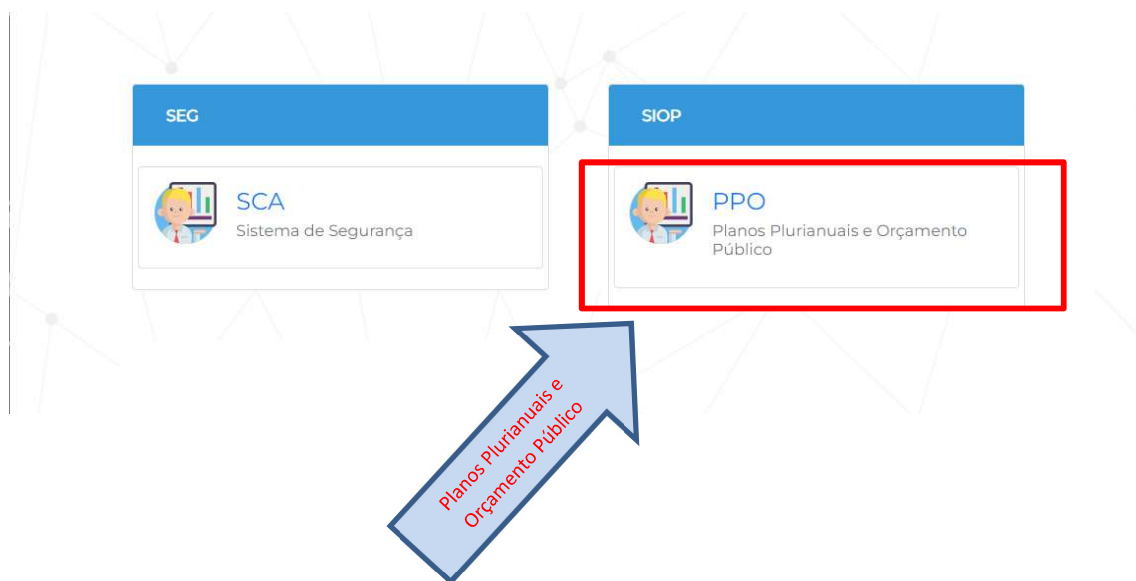 SEG
SCA
Sistema de Segurança
SIOP
PPO
Planos Plurianuais e Orçamento
Público
Planos Plurianuais e
Orçamento Público